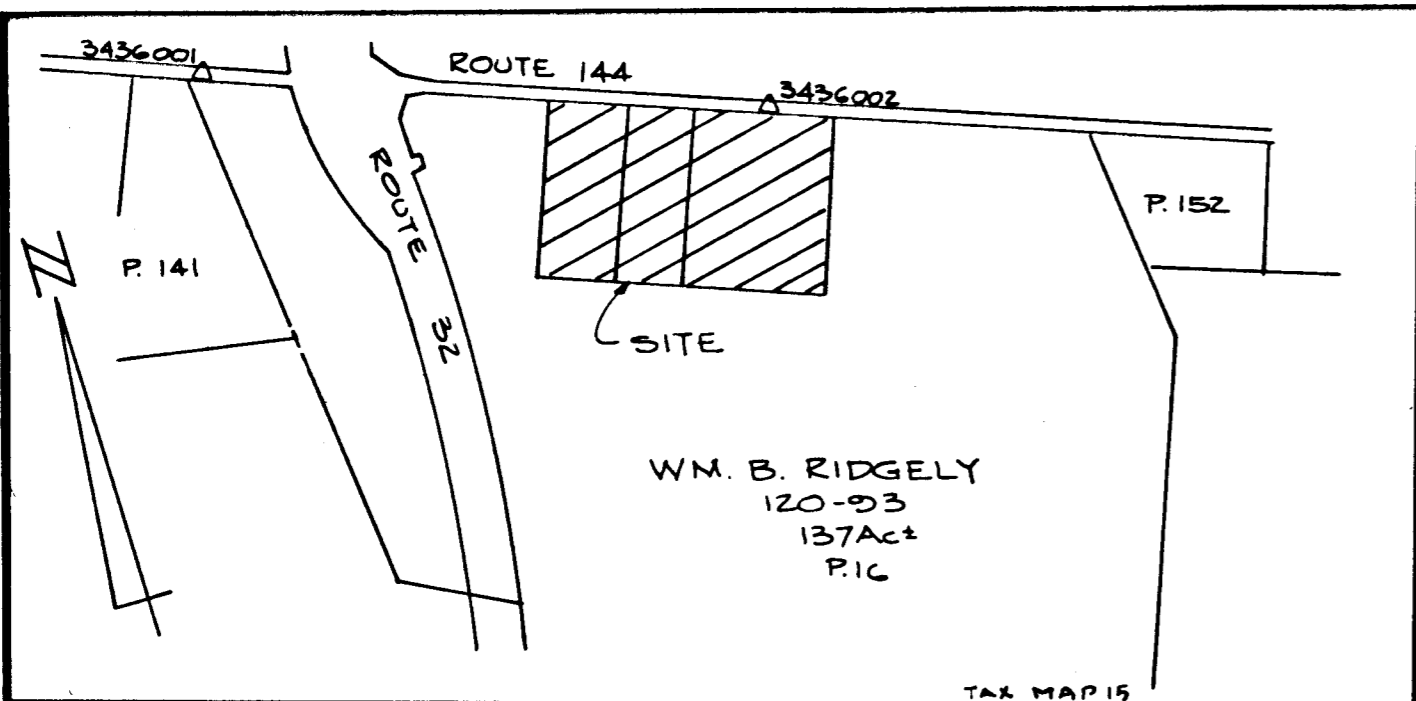 3436001
ROUTE 144
3436002
ROUTE 32
P. 152
N
P. 141
SITE
WM. B. RIDGELY
120-93
137Ac±
P.16
TAX MAP 15